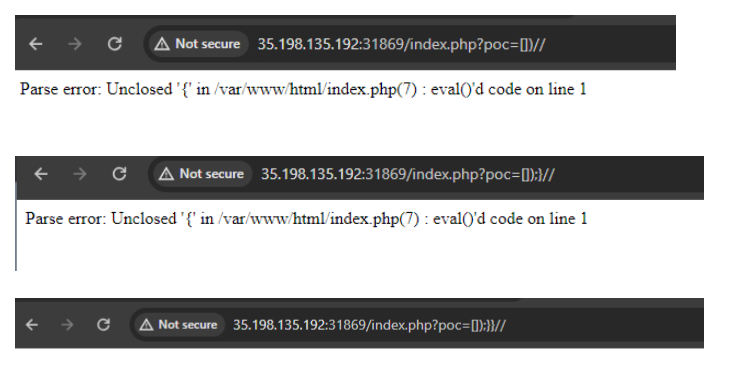 Not secure 35.198.135.192:31869/index.php?poc=[])//
Parse error: Unclosed '{' in /var/www/html/index.php(7) : eval()'d code on line 1
Not secure 35.198.135.192:31869/index.php?poc=[]);}//
Parse error: Unclosed '{' in /var/www/html/index.php(7) : eval()'d code on line 1
Not secure 35.198.135.192:31869/index.php?poc=[]);}}//